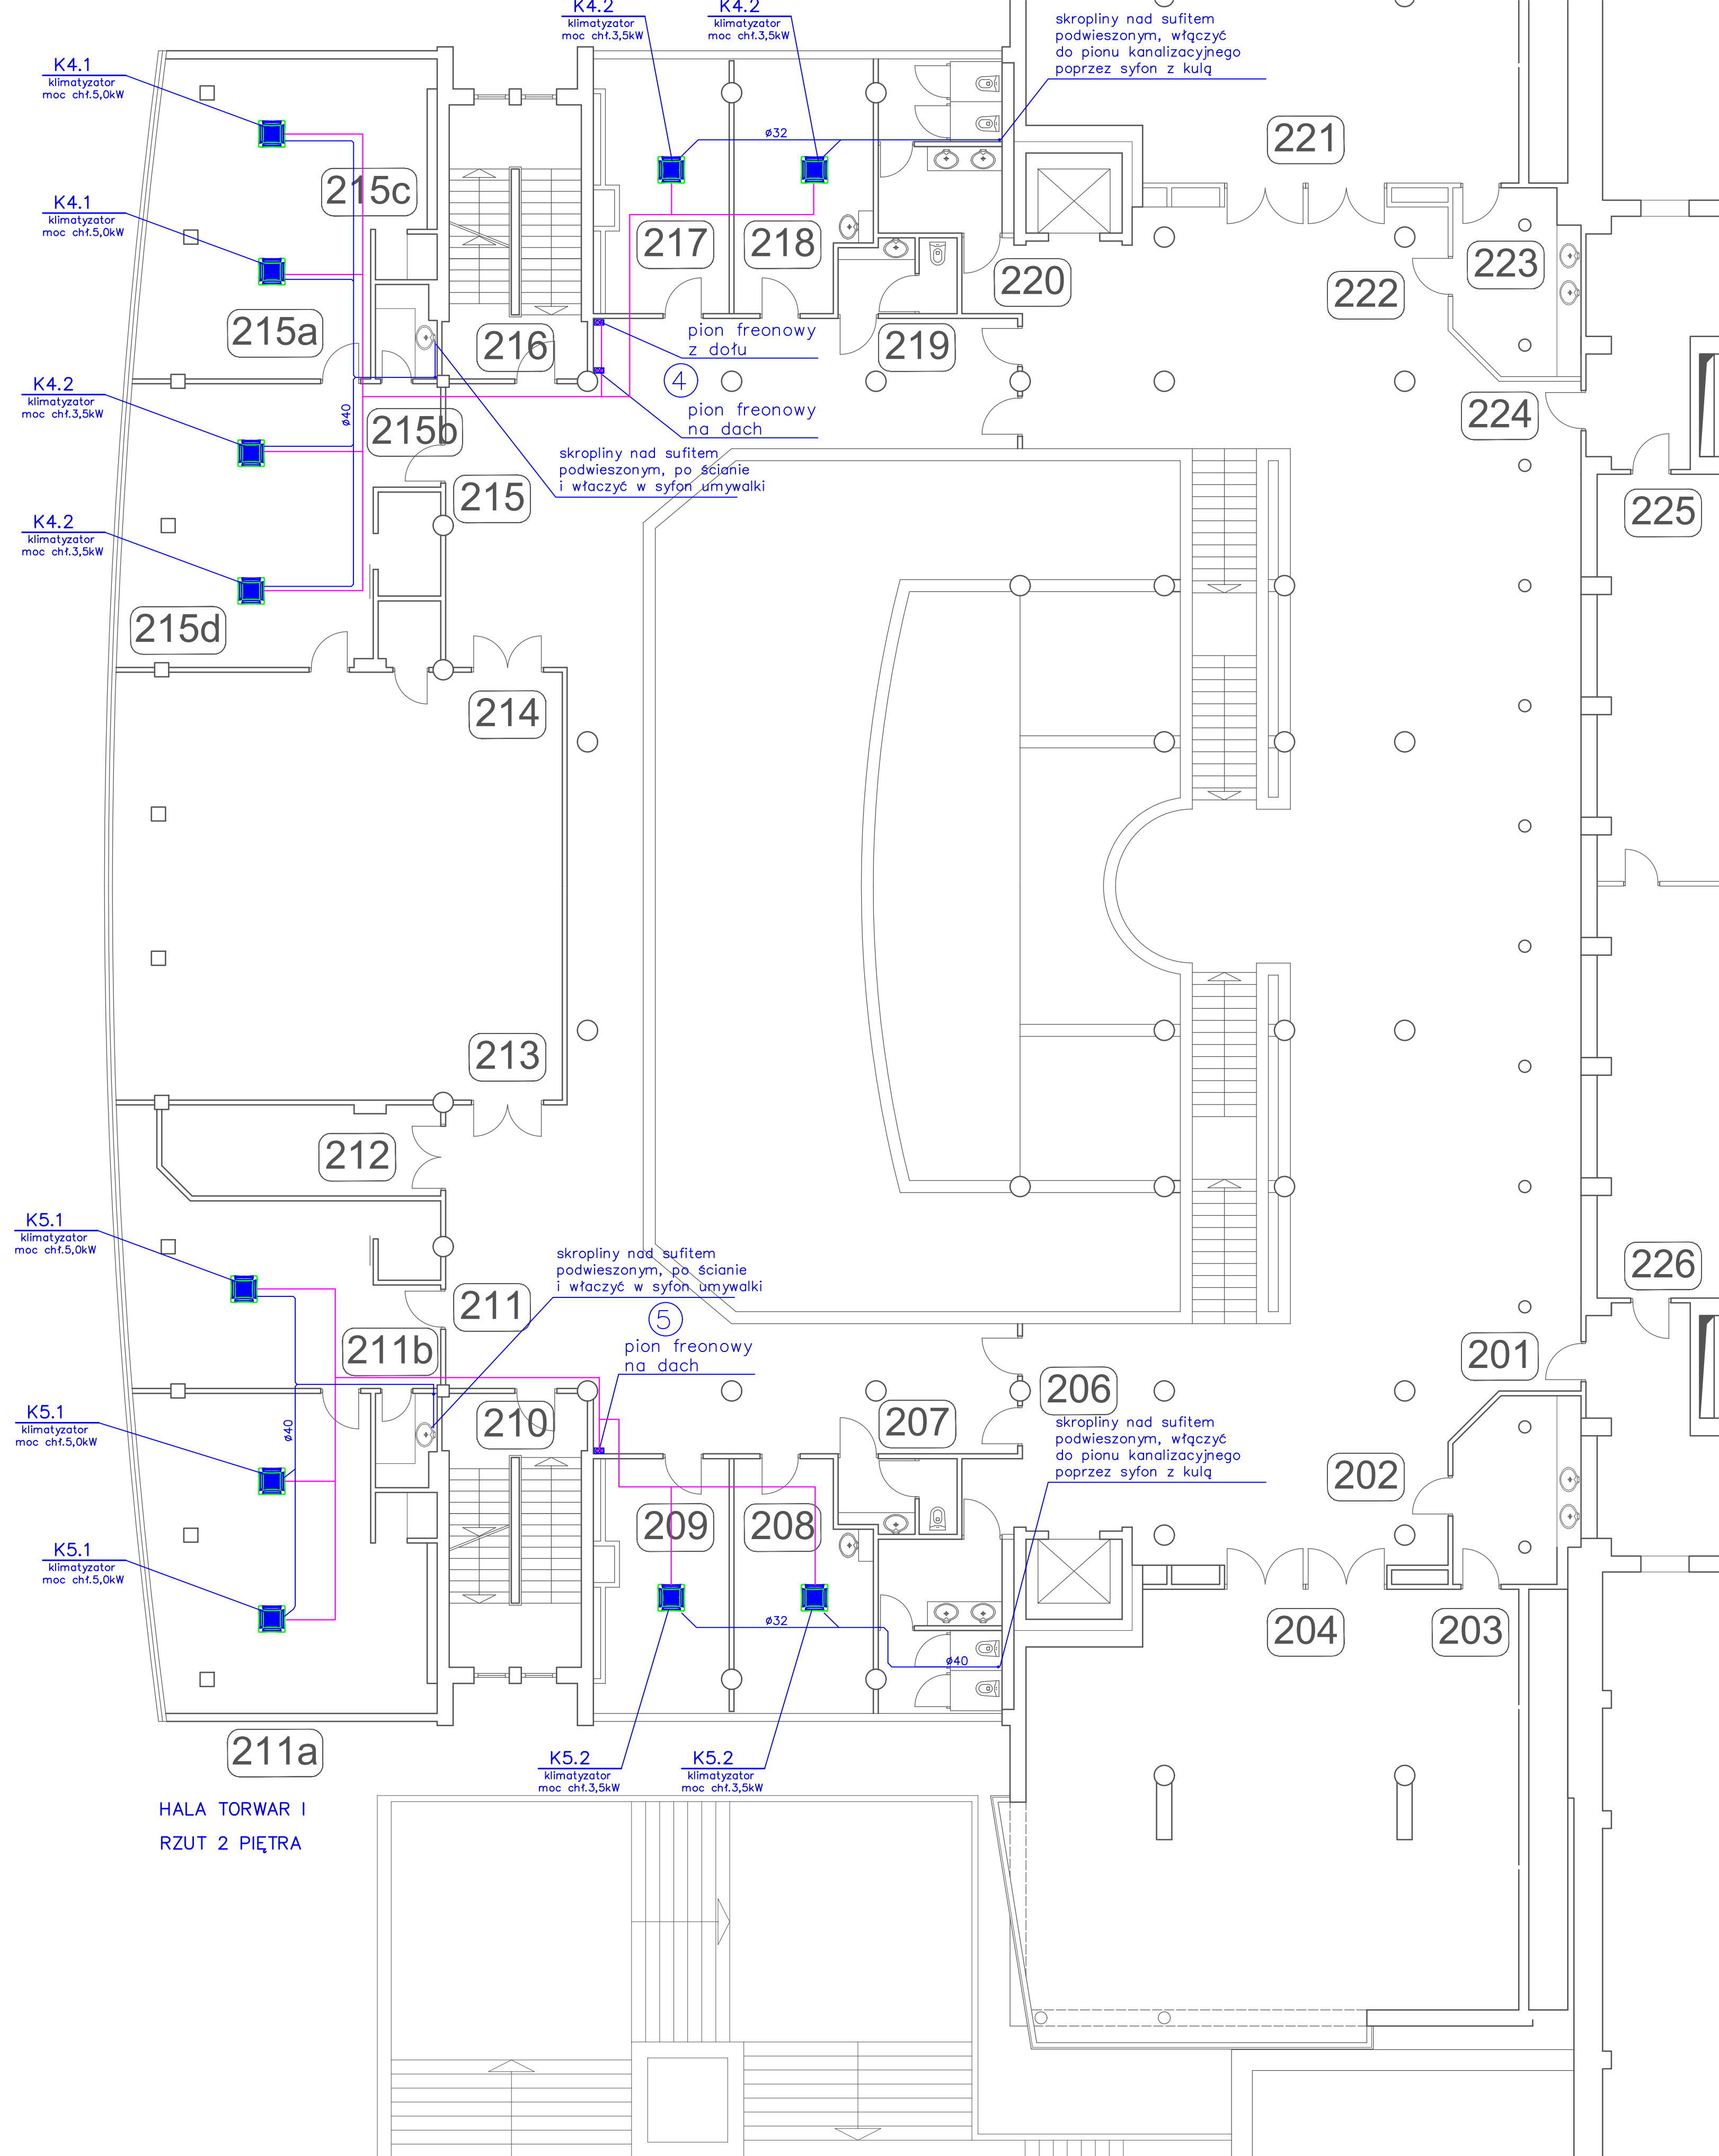 K4.2
klimatyzator
moc chł.3,5kW
K4.2
klimatyzator
moc chł.3,5kW
skropliny nad sufitem
podwieszonym, włączyć
do pionu kanalizacyjnego
poprzez syfon z kulą
K4.1
klimatyzator
moc chł.5,0kW
ø32
221
215c
K4.1
klimatyzator
moc chł.5,0kW
217
218
220
222
223
215a
216
pion freonowy
z dołu
219
4
K4.2
klimatyzator
moc chł.3,5kW
ø40
215b
pion freonowy
na dach
224
skropliny nad sufitem
podwieszonym, po ścianie
i właczyć w syfon umywalki
215
225
K4.2
klimatyzator
moc chł.3,5kW
215d
214
213
212
K5.1
klimatyzator
moc chł.5,0kW
skropliny nad sufitem
podwieszonym, po ścianie
i właczyć w syfon umywalki
226
211
5
pion freonowy
na dach
211b
201
206
K5.1
klimatyzator
moc chł.5,0kW
ø40
210
207
skropliny nad sufitem
podwieszonym, włączyć
do pionu kanalizacyjnego
poprzez syfon z kulą
202
209
208
K5.1
klimatyzator
moc chł.5,0kW
ø32
204
203
ø40
211a
K5.2
klimatyzator
moc chł.3,5kW
K5.2
klimatyzator
moc chł.3,5kW
HALA TORWAR I
RZUT 2 PIĘTRA